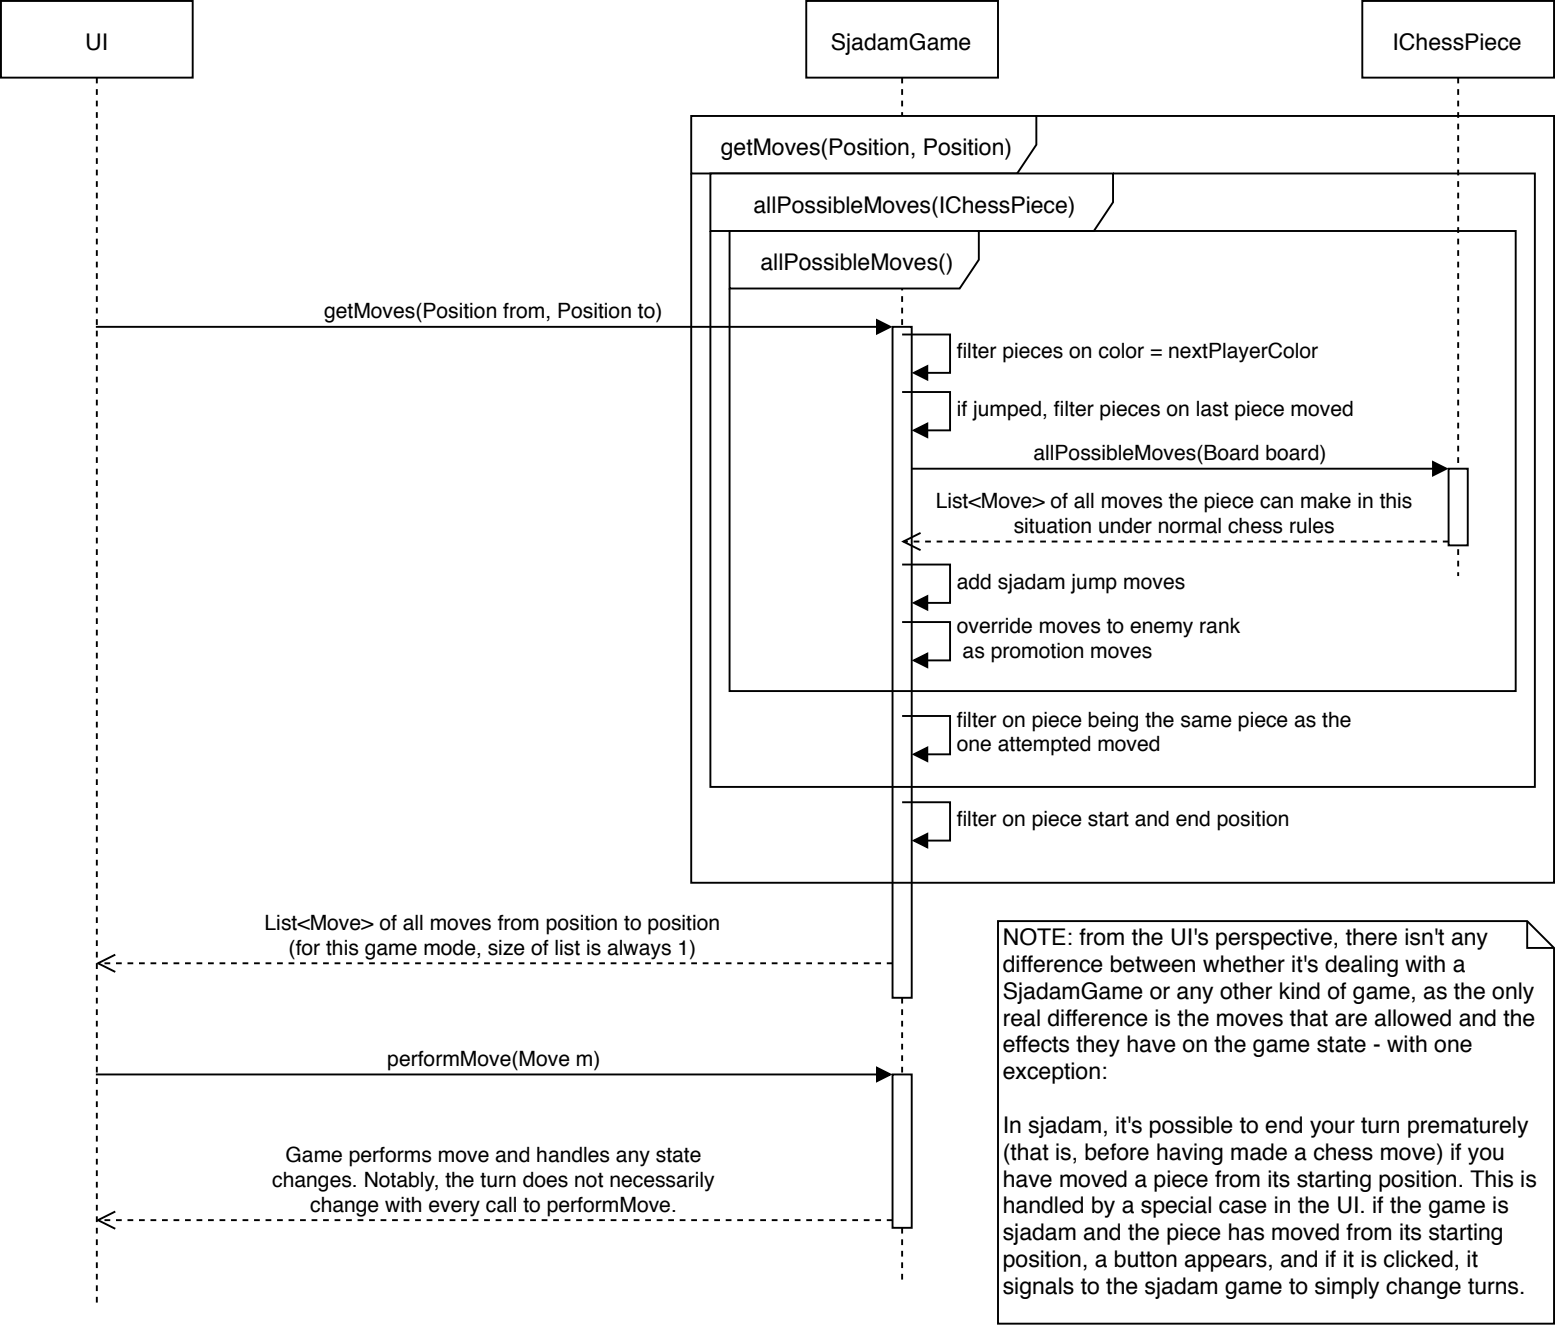 UI
SjadamGame
IChessPiece
getMoves(Position, Position)
allPossibleMoves(IChessPiece)
allPossibleMoves()
getMoves(Position from, Position to)
filter pieces on color = nextPlayerColor
if jumped, filter pieces on last piece moved
allPossibleMoves(Board board)
List<Move> of all moves the piece can make in this
situation under normal chess rules
add sjadam jump moves
override moves to enemy rank
as promotion moves
filter on piece being the same piece as the
one attempted moved
filter on piece start and end position
List<Move> of all moves from position to position
(for this game mode, size of list is always 1)
performMove(Move m)
Game performs move and handles any state
changes. Notably, the turn does not necessarily
change with every call to performMove.
NOTE: from the UI's perspective, there isn't any
difference between whether it's dealing with a
SjadamGame or any other kind of game, as the only
real difference is the moves that are allowed and the
effects they have on the game state - with one
exception:
In sjadam, it's possible to end your turn prematurely
(that is, before having made a chess move) if you
have moved a piece from its starting position. This is
handled by a special case in the UI. if the game is
sjadam and the piece has moved from its starting
position, a button appears, and if it is clicked, it
signals to the sjadam game to simply change turns.